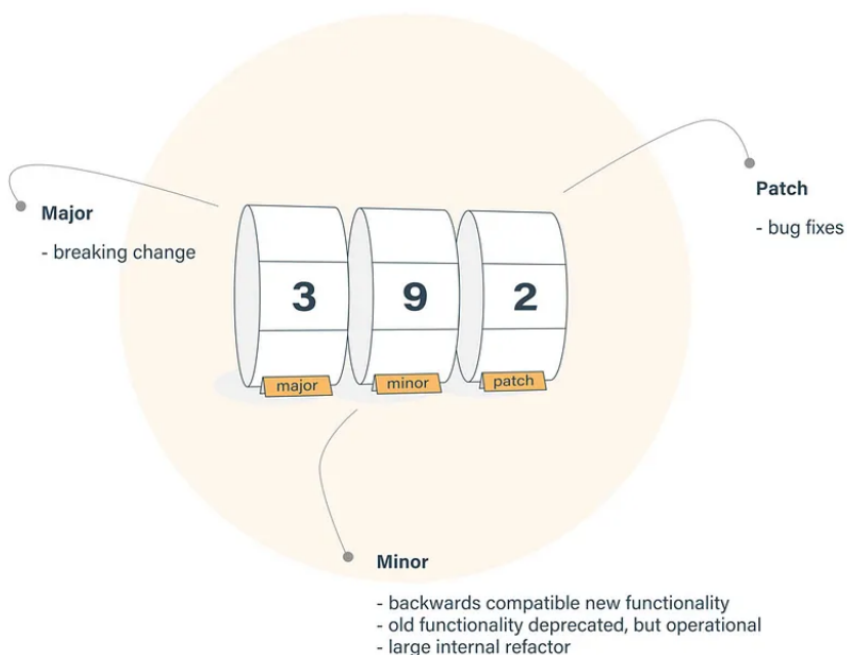 Major
- breaking change
Patch
- bug fixes
3 9 2
major minor patch
Minor
- backwards compatible new functionality
- old functionality deprecated, but operational
- large internal refactor